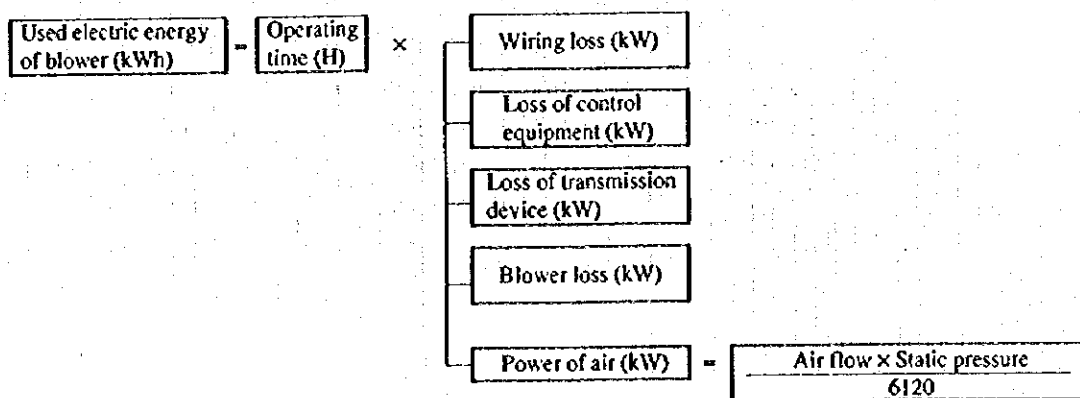 Used electric energy
of blower (kWh)
=
Operating
time (H)
×
Wiring loss (kW)
Loss of control
equipment (kW)
Loss of transmission
device (kW)
Blower loss (kW)
Power of air (kW)
=
Air flow × Static pressure
6120